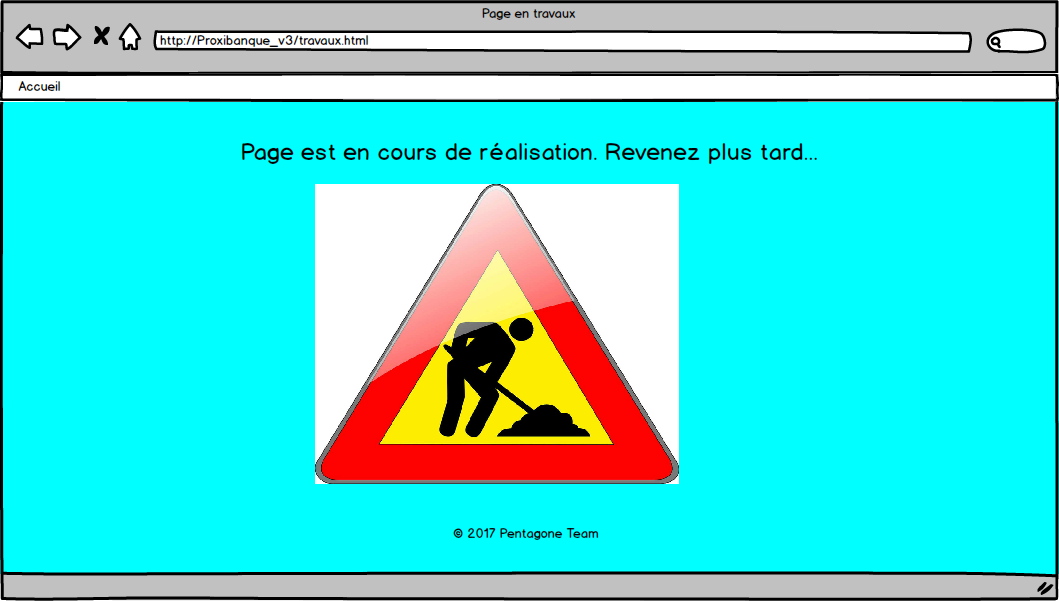 Page en travaux
http://Proxibanque_v3/travaux.html
Accueil
Page est en cours de réalisation. Revenez plus tard...
© 2017 Pentagone Team